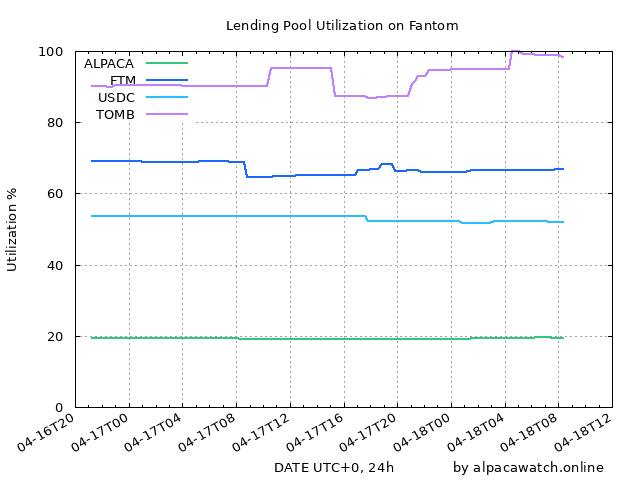 Lending Pool Utilization on Fantom
100
80
60
40
20
0
Utilization %
ALPACA
FTM
USDC
TOMB
04-16T20
04-17T00
04-17T04
04-17T08
04-17T12
04-17T16
04-17T20
04-18T00
04-18T04
04-18T08
04-18T12
DATE UTC+0, 24h
by alpacawatch.online